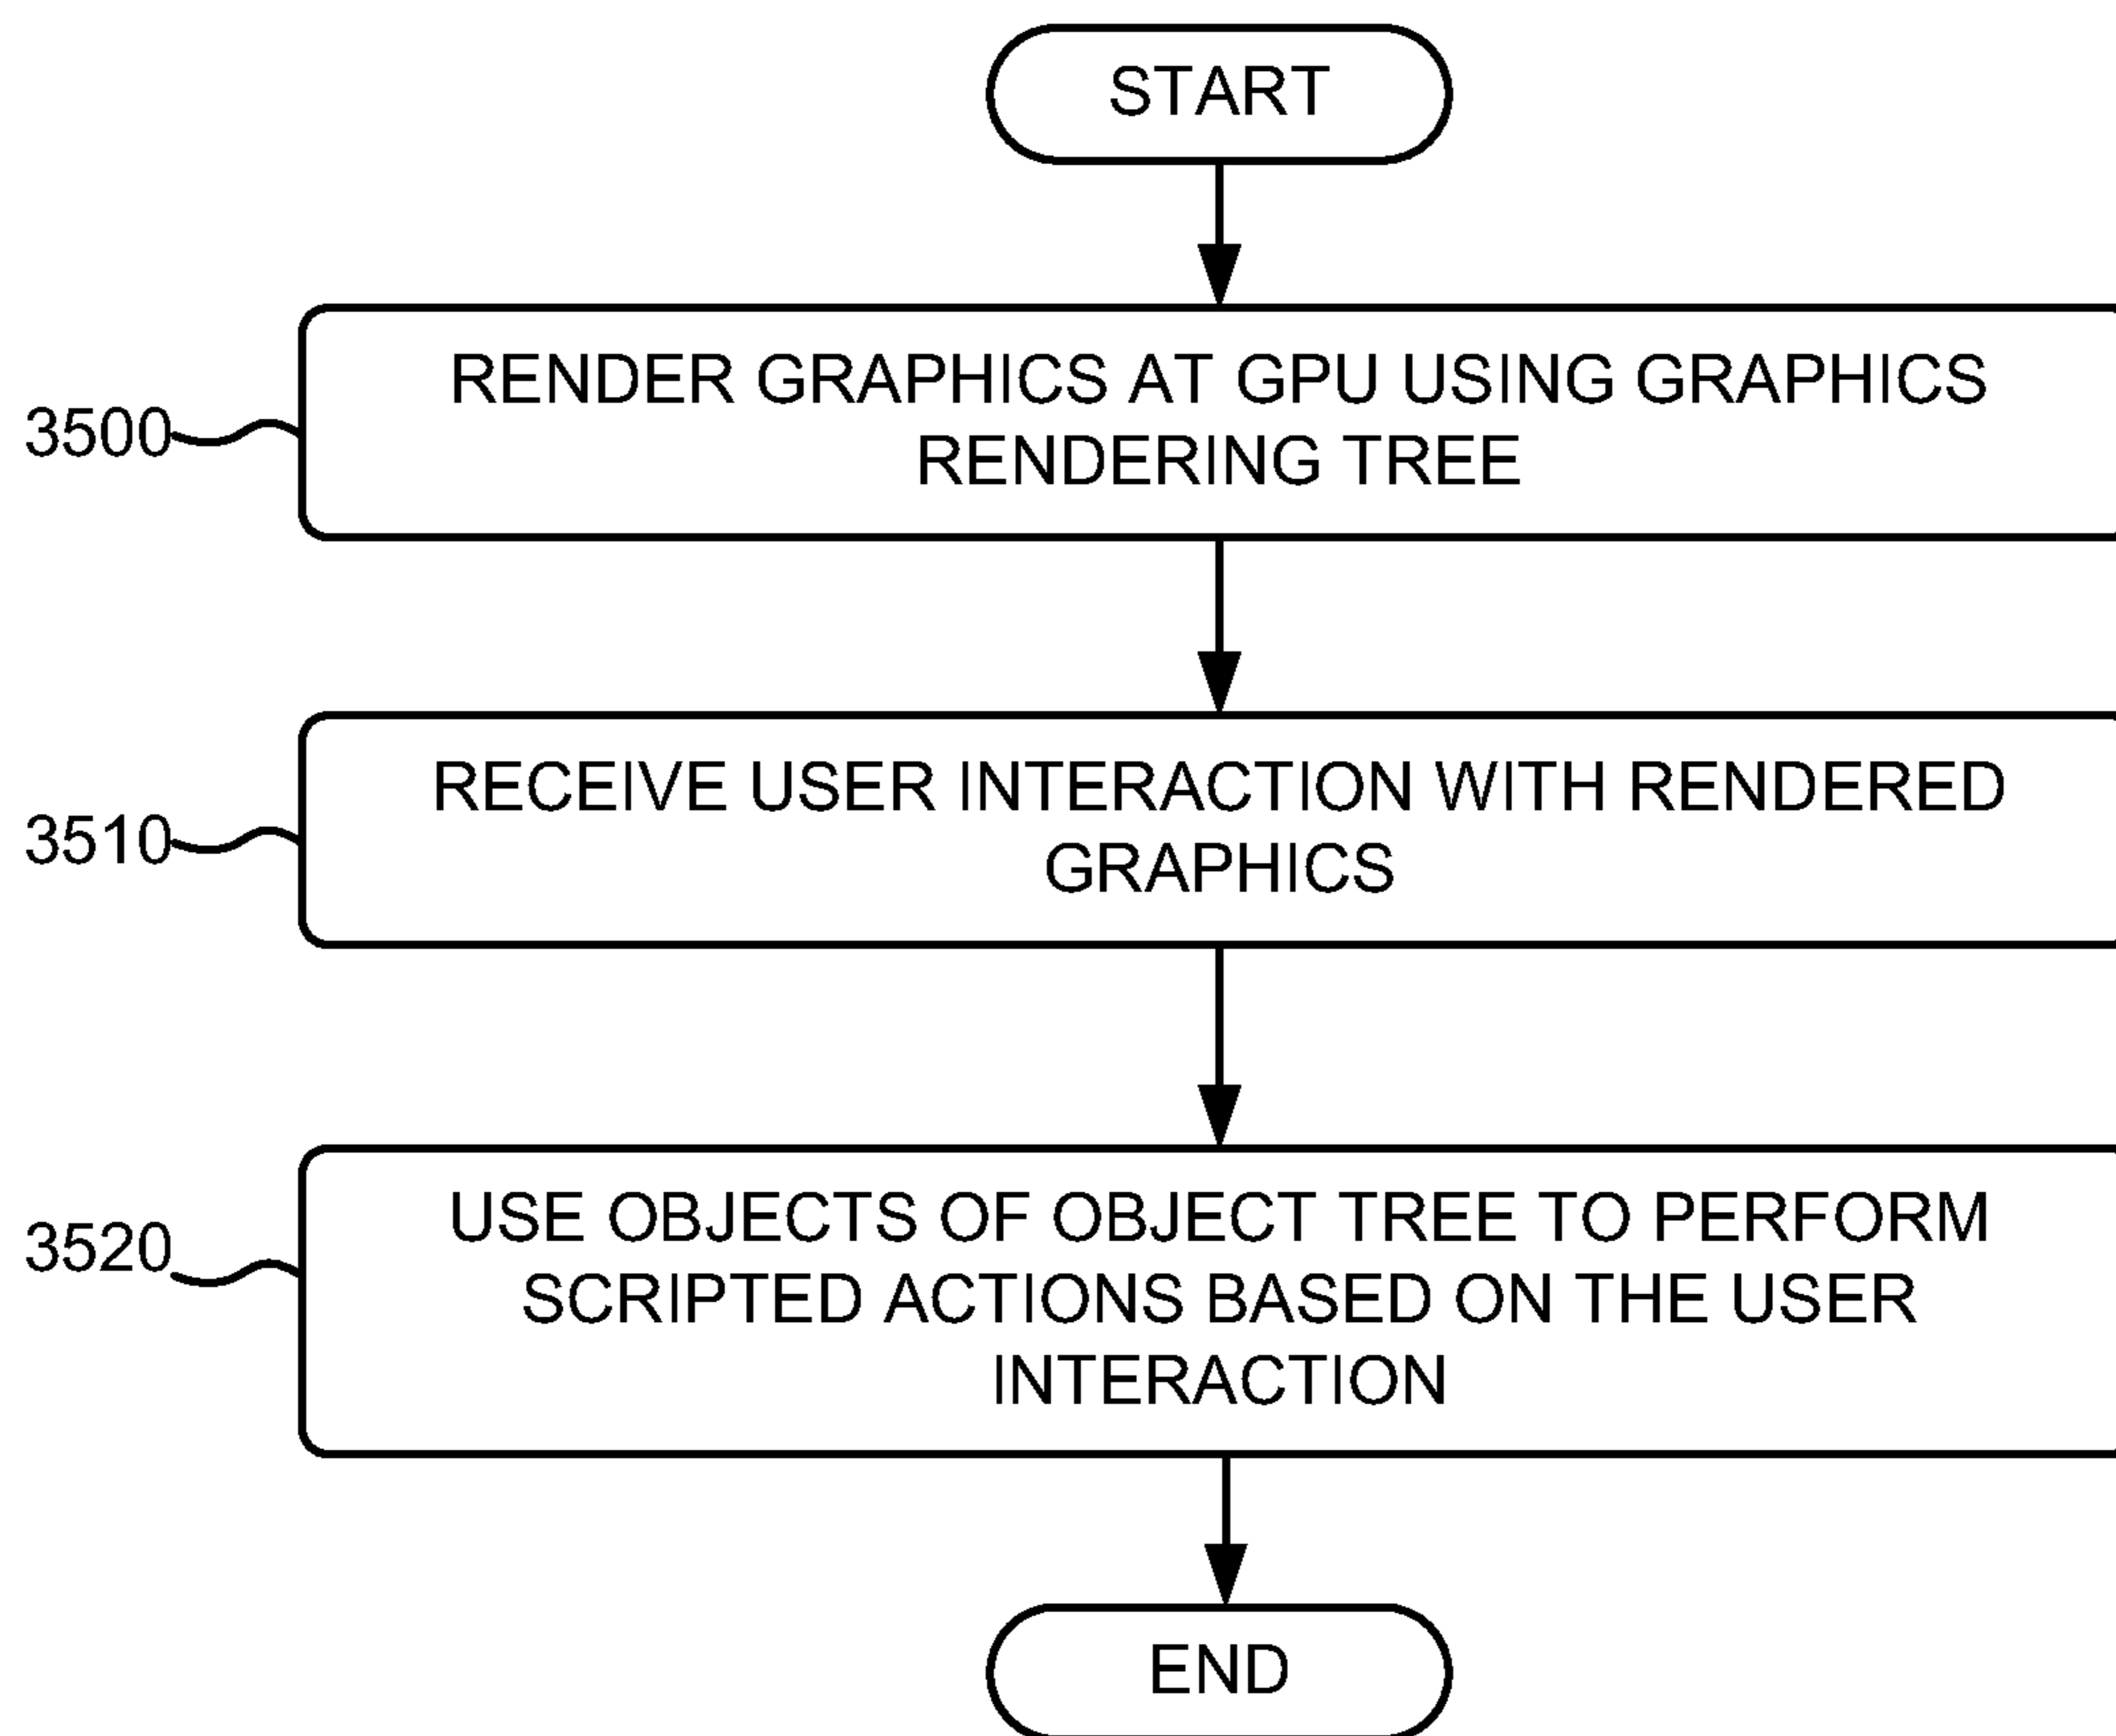 START
RENDER GRAPHICS AT GPU USING GRAPHICS
RENDERING TREE
3500
RECEIVE USER INTERACTION WITH RENDERED
GRAPHICS
3510
USE OBJECTS OF OBJECT TREE TO PERFORM
SCRIPTED ACTIONS BASED ON THE USER
INTERACTION
3520
END